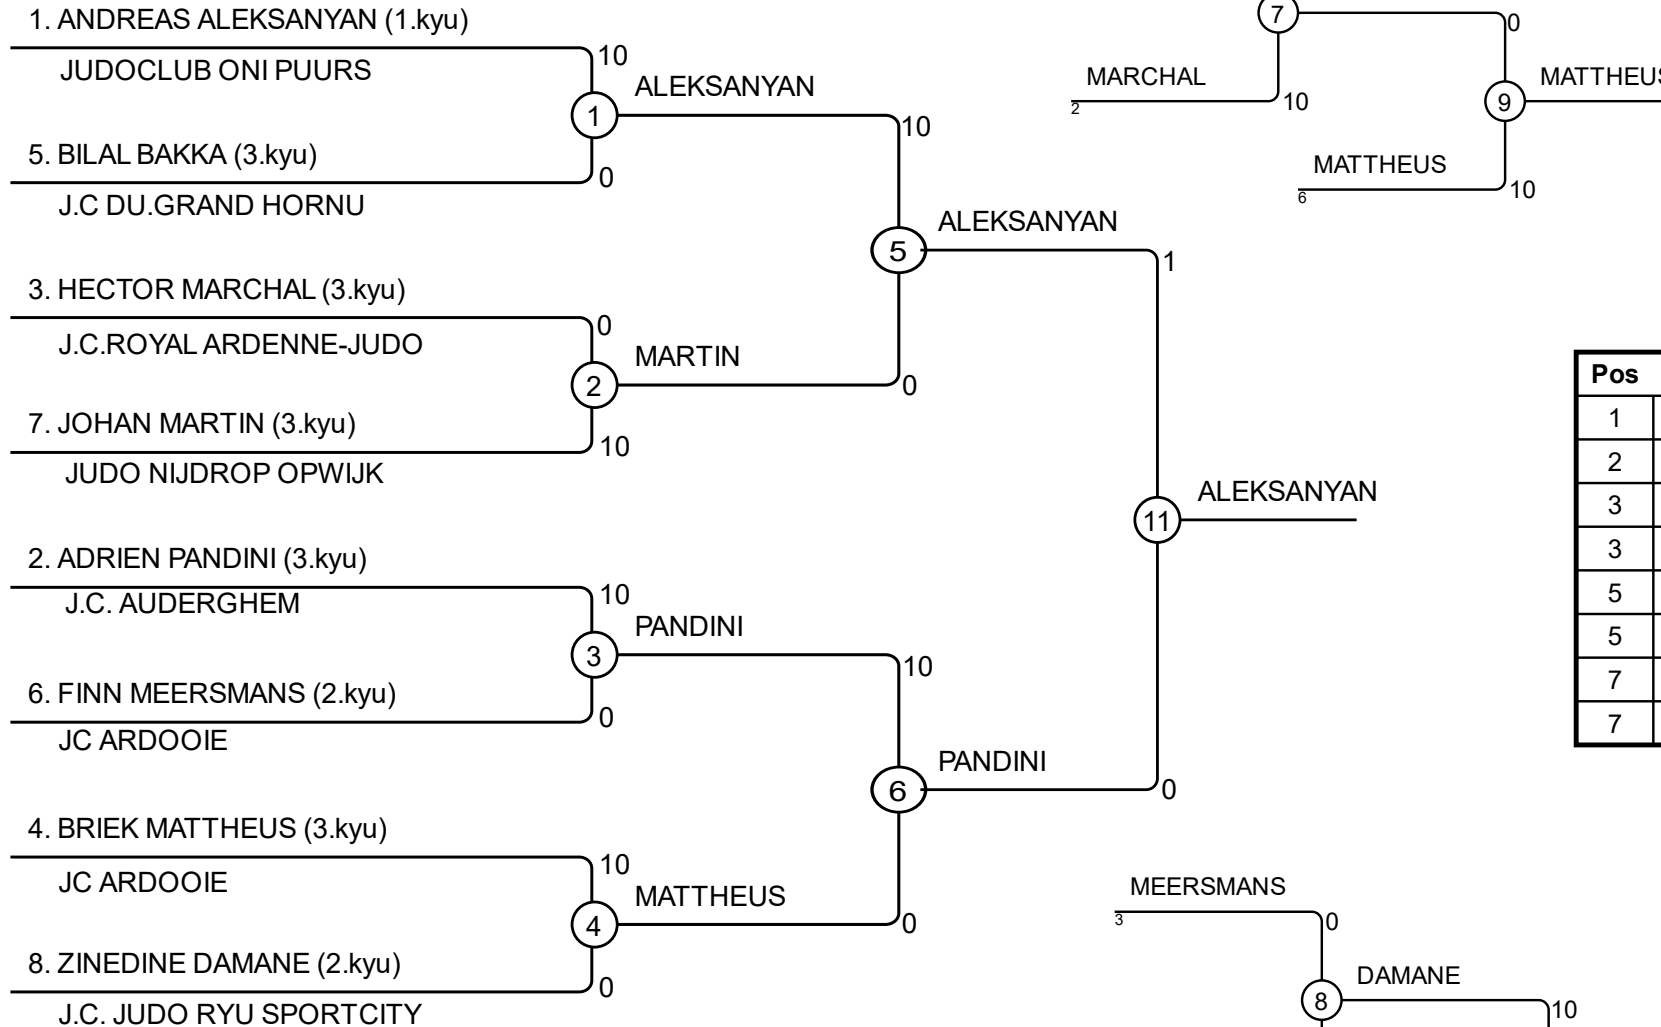 1. ANDREAS ALEKSANYAN (1.kyu)
10
JUDOCLUB ONI PUURS
ALEKSANYAN
1
10
5. BILAL BAKKA (3.kyu)
0
J.C DU.GRAND HORNU
ALEKSANYAN
5
1
3. HECTOR MARCHAL (3.kyu)
0
J.C.ROYAL ARDENNE-JUDO
MARTIN
2
0
7. JOHAN MARTIN (3.kyu)
10
JUDO NIJDROP OPWIJK
ALEKSANYAN
11
2. ADRIEN PANDINI (3.kyu)
10
J.C. AUDERGHEM
PANDINI
3
10
6. FINN MEERSMANS (2.kyu)
0
JC ARDOOIE
PANDINI
6
0
4. BRIEK MATTHEUS (3.kyu)
10
JC ARDOOIE
MATTHEUS
4
0
8. ZINEDINE DAMANE (2.kyu)
0
J.C. JUDO RYU SPORTCITY
7
0
MARCHAL
2
10
9
MATTHEUS
MATTHEUS
6
10
Pos
1
2
3
3
5
5
7
7
MEERSMANS
3
0
DAMANE
8
10